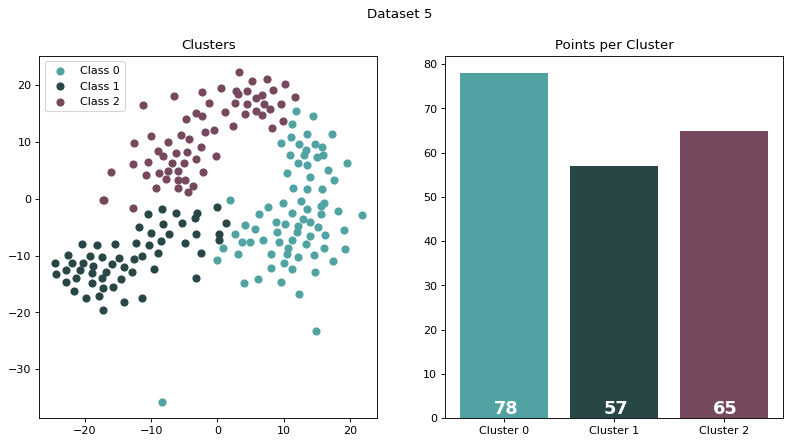 Dataset 5
Clusters
Class 0
Class 1
Class 2
20
10
0
−10
−20
−30
−20
−10
0
10
20
Points per Cluster
80
70
60
50
40
30
20
10
0
78
57
65
Cluster 0
Cluster 1
Cluster 2